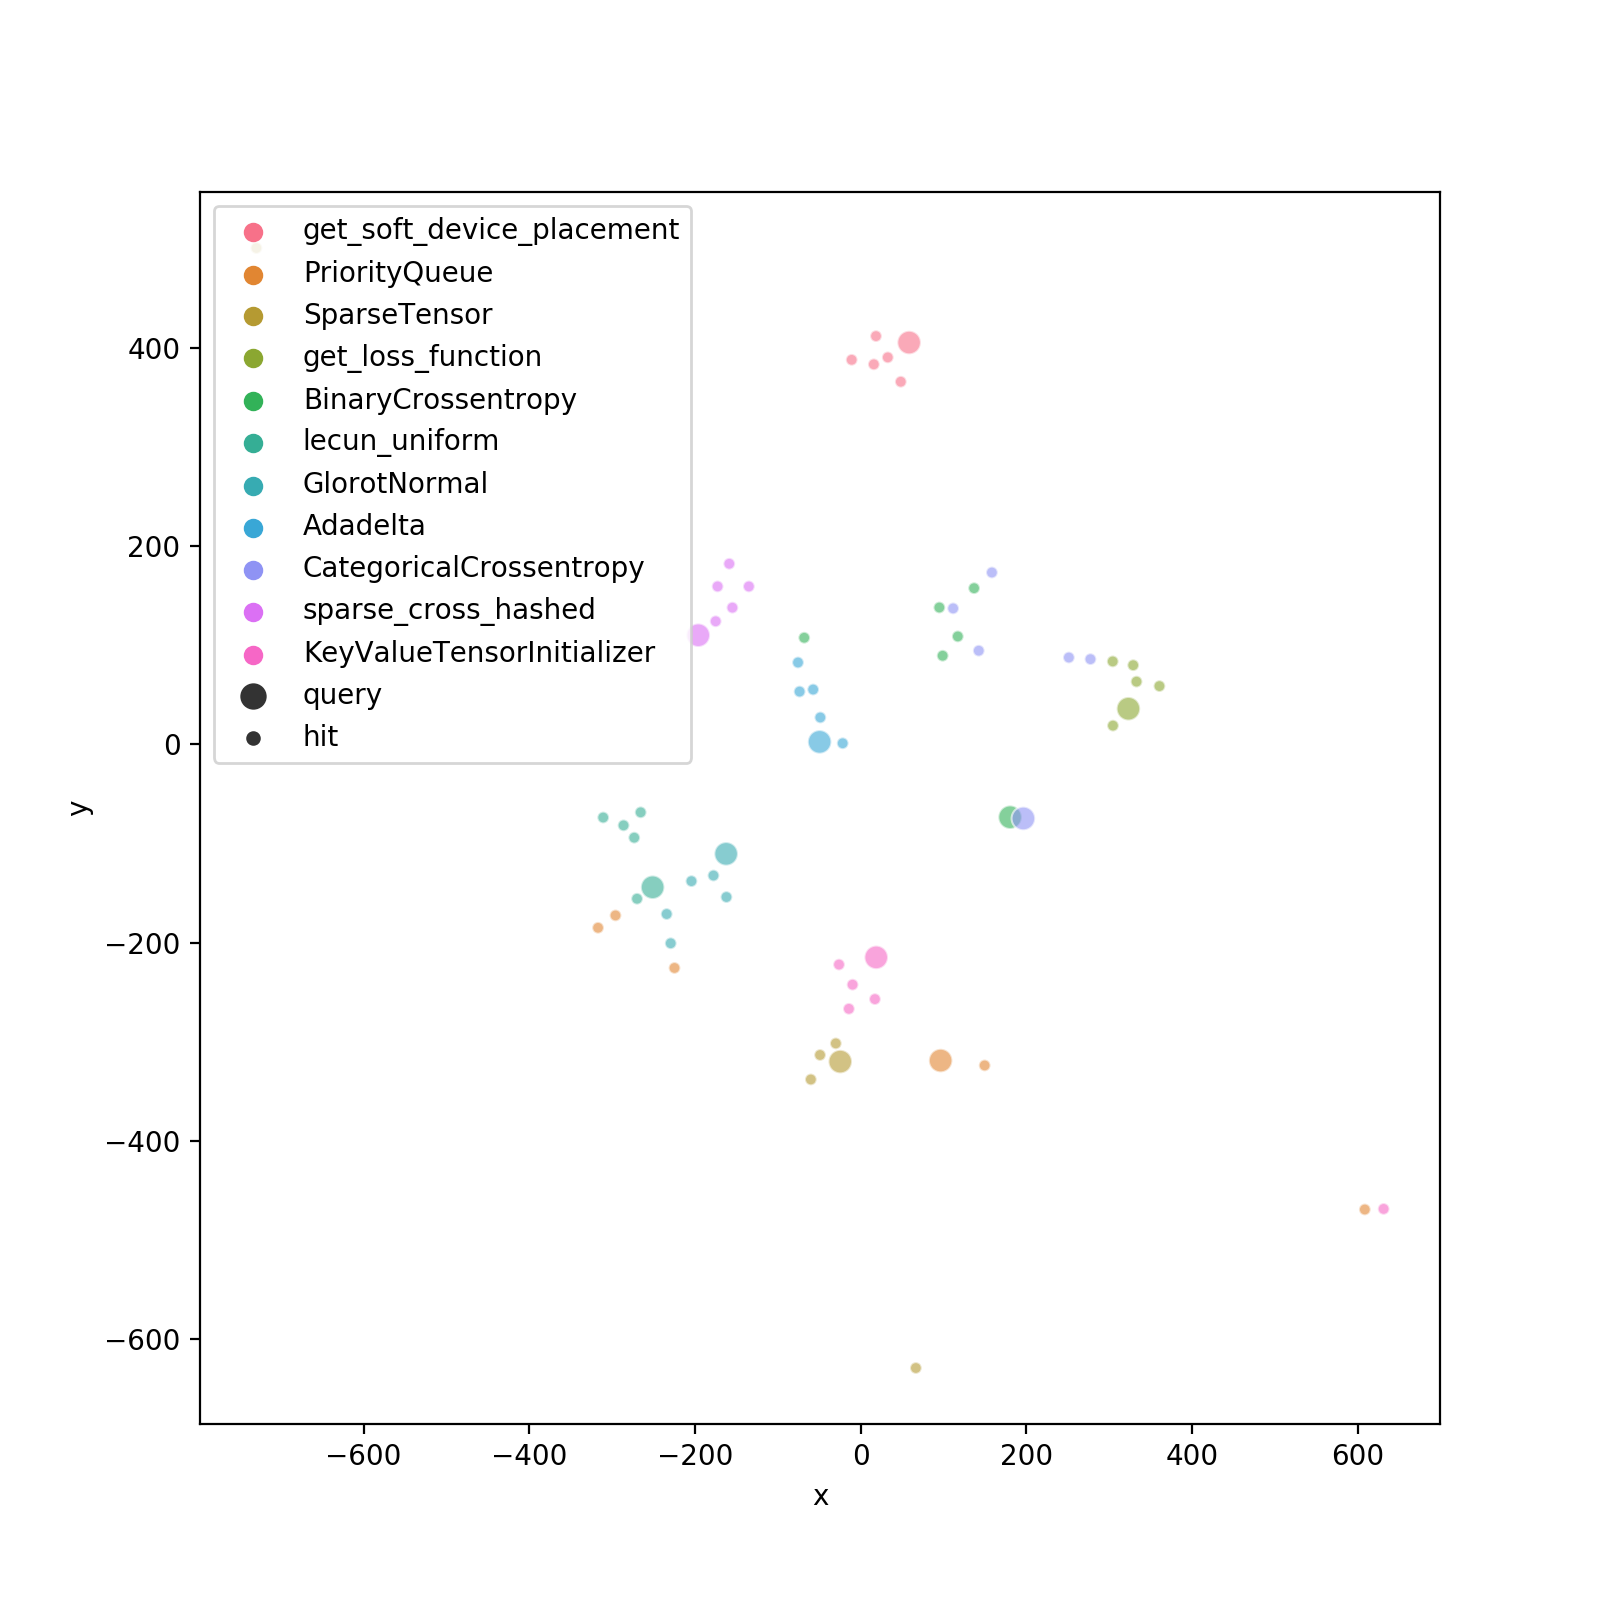 get_soft_device_placement
PriorityQueue
SparseTensor
get_loss_function
BinaryCrossentropy
lecun_uniform
GlorotNormal
Adadelta
CategoricalCrossentropy
sparse_cross_hashed
KeyValueTensorInitializer
query
hit
400
200
0
−200
−400
−600
y
−600
−400
−200
0
200
400
600
x